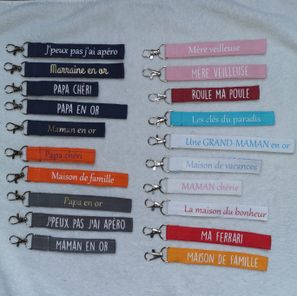 J'peux pas j'ai apéro
Marraine en or
PAPA CHÉRI
PAPA EN OR
Maman en or
Papa chéri
Maison de famille
Papa en or
J'PEUX PAS J'AI APÉRO
MAMAN EN OR
Mère veilleuse
MÈRE VEILLEUSE
ROULE MA POULE
Les clés du paradis
Une GRAND-MAMAN en or
Maison de vacances
MAMAN chérie
La maison du bonheur
MA FERRARI
MAISON DE FAMILLE